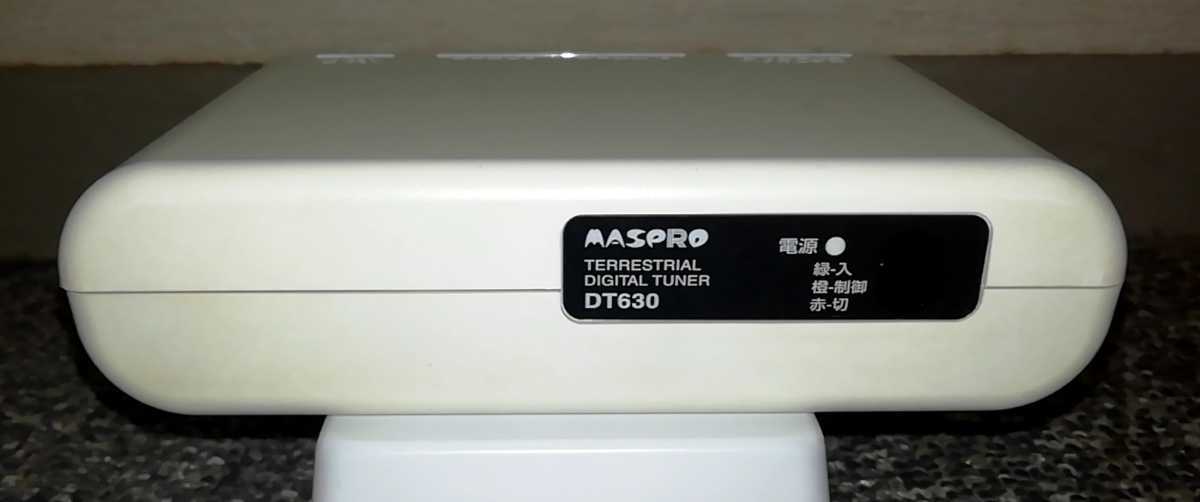 MASPRO
TERRESTRIAL
DIGITAL TUNER
DT630
電源
緑-入
橙-制御
赤-切